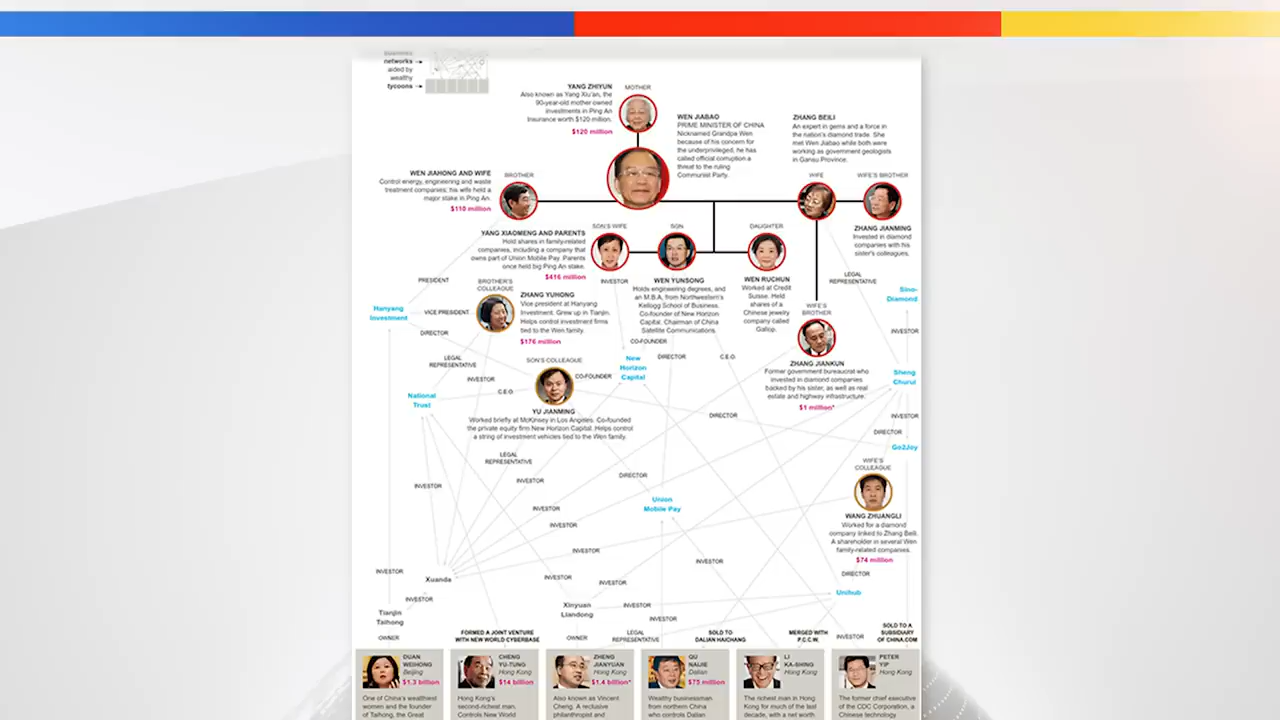 networks
aided by
wealthy
tycoons
YANG ZHIYUN
Also known as Yang Xiu'an, the
90-year-old mother owned
investments in Ping An
Insurance worth $120 million.
$120 million
MOTHER
WEN JIABAO
PRIME MINISTER OF CHINA
Nicknamed Grandpa Wen
because of his concern for
the underprivileged, he has
called official corruption a
threat to the ruling
Communist Party.
ZHANG BEILI
An expert in gems and a force in
the nation's diamond trade. She
met Wen Jiabao while both were
working as government geologists
in Gansu Province.
WEN JIAHONG AND WIFE
Control energy, engineering and waste
treatment companies; his wife held a
major stake in Ping An.
$110 million
BROTHER
WIFE
WIFE'S BROTHER
ZHANG JIANMING
Invested in diamond
companies with his
sister's colleagues.
YANG XIAOMENG AND PARENTS
Held shares in family-related
companies, including a company that
owns part of Union Mobile Pay. Parents
once held big Ping An stake.
$416 million
SON'S WIFE
SON
DAUGHTER
WEN YUNSONG
Holds engineering degrees, and
an M.B.A. from Northwestern's
Kellogg School of Business.
Co-founder of New Horizon
Capital. Chairman of China
Satellite Communications.
WEN RUCHUN
Worked at Credit
Suisse. Held
shares of a
Chinese jewelry
company called
Gallop.
PRESIDENT
BROTHER'S
COLLEAGUE
INVESTOR
LEGAL
REPRESENTATIVE
Sino-
Diamond
ZHANG YUHONG
Vice president at Hanyang
Investment. Grew up in Tianjin.
Helps control investment firms
tied to the Wen family.
$176 million
Hanyang
Investment
VICE PRESIDENT
DIRECTOR
WIFE'S
BROTHER
INVESTOR
CO-FOUNDER
LEGAL
REPRESENTATIVE
SON'S COLLEAGUE
New
Horizon
Capital
DIRECTOR
C.E.O.
ZHANG JIANKUN
Former government bureaucrat who
invested in diamond companies
backed by his sister, as well as real
estate and highway infrastructure.
$1 million*
INVESTOR
CO-FOUNDER
Sheng
Churui
C.E.O.
National
Trust
YU JIANMING
Worked briefly at McKinsey in Los Angeles. Co-founded
the private equity firm New Horizon Capital. Helps control
a string of investment vehicles tied to the Wen family.
DIRECTOR
INVESTOR
DIRECTOR
Go2Joy
LEGAL
REPRESENTATIVE
WIFE'S
COLLEAGUE
INVESTOR
DIRECTOR
INVESTOR
Union
Mobile Pay
INVESTOR
WANG ZHUANGLI
Worked for a diamond
company linked to Zhang Beili.
A shareholder in several Wen
family-related companies.
$74 million
INVESTOR
INVESTOR
INVESTOR
INVESTOR
Xuande
INVESTOR
INVESTOR
DIRECTOR
INVESTOR
Unihub
Tianjin
Taihong
Xinyuan
Liandong
INVESTOR
INVESTOR
OWNER
FORMED A JOINT VENTURE
WITH NEW WORLD CYBERBASE
OWNER
LEGAL
REPRESENTATIVE
SOLD TO
DALIAN HAICHANG
MERGED WITH
P.C.C.W.
INVESTOR
SOLD TO A
SUBSIDIARY
OF CHINA.COM
DUAN
WEIHONG
Beijing
$1.3 billion
One of China's wealthiest
women and the founder
of Taihong, the Great
CHENG
YU-TUNG
Hong Kong
$14 billion
Hong Kong's
second-richest man.
Controls New World
ZHENG
JIANYUAN
Hong Kong
$1.4 billion*
Also known as Vincent
Cheng. A reclusive
philanthropist and
QU
NAIJIE
Dalian
$75 million
Wealthy businessman
from northern China
who controls Dalian
LI
KA-SHING
Hong Kong
The richest man in Hong
Kong for much of the last
decade, with a net worth
PETER
YIP
Hong Kong
The former chief executive
of the CDC Corporation, a
Chinese technology